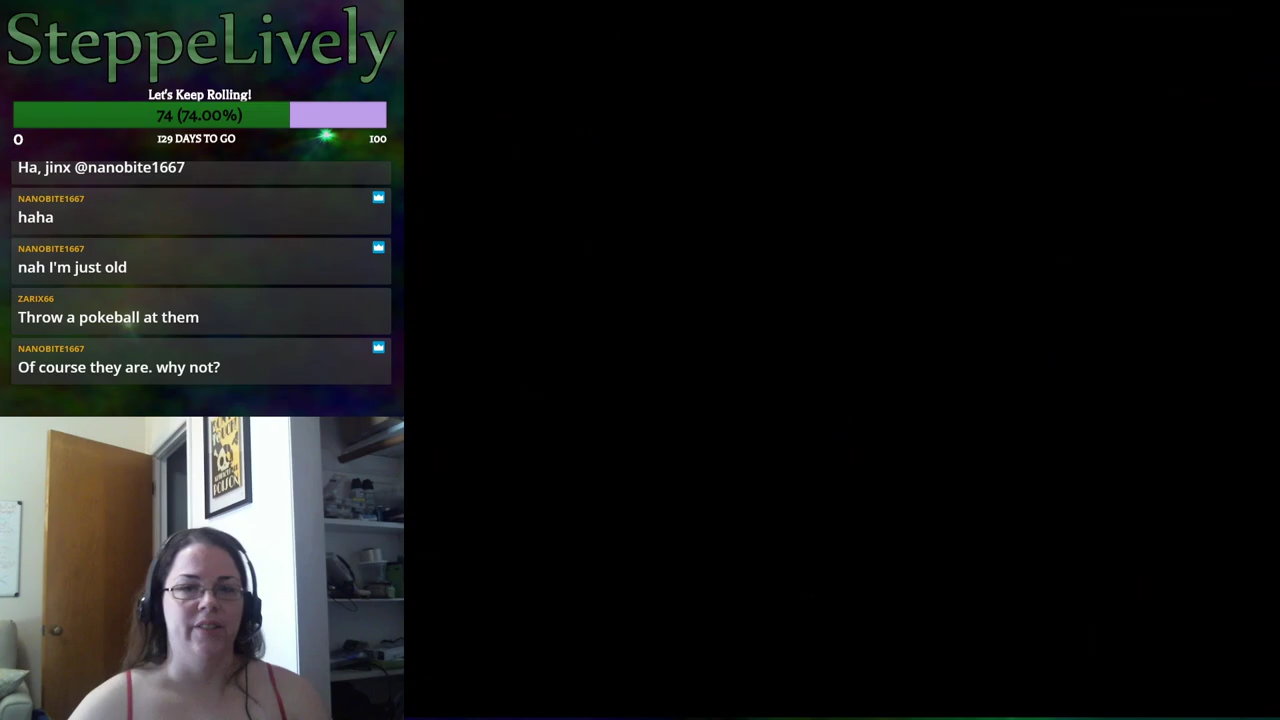 SteppeLively
Let's Keep Rolling!
74 (74.00%)
0
129 DAYS TO GO
100
Ha, jinx @nanobite1667
NANOBITE1667
haha
NANOBITE1667
nah I'm just old
ZARIX66
Throw a pokeball at them
NANOBITE1667
Of course they are. why not?
POISON